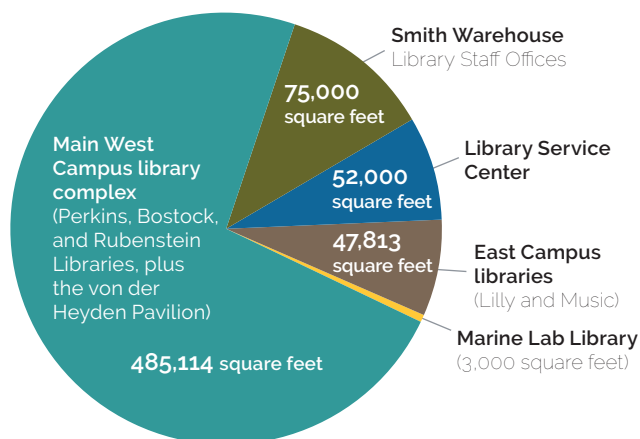 Smith Warehouse
Library Staff Offices
75,000
square feet
Main West
Campus library
complex
(Perkins, Bostock,
and Rubenstein
Libraries, plus
the von der
Heyden Pavilion)
485,114 square feet
Library Service
Center
52,000
square feet
47,813
square feet
East Campus
libraries
(Lilly and Music)
Marine Lab Library
(3,000 square feet)